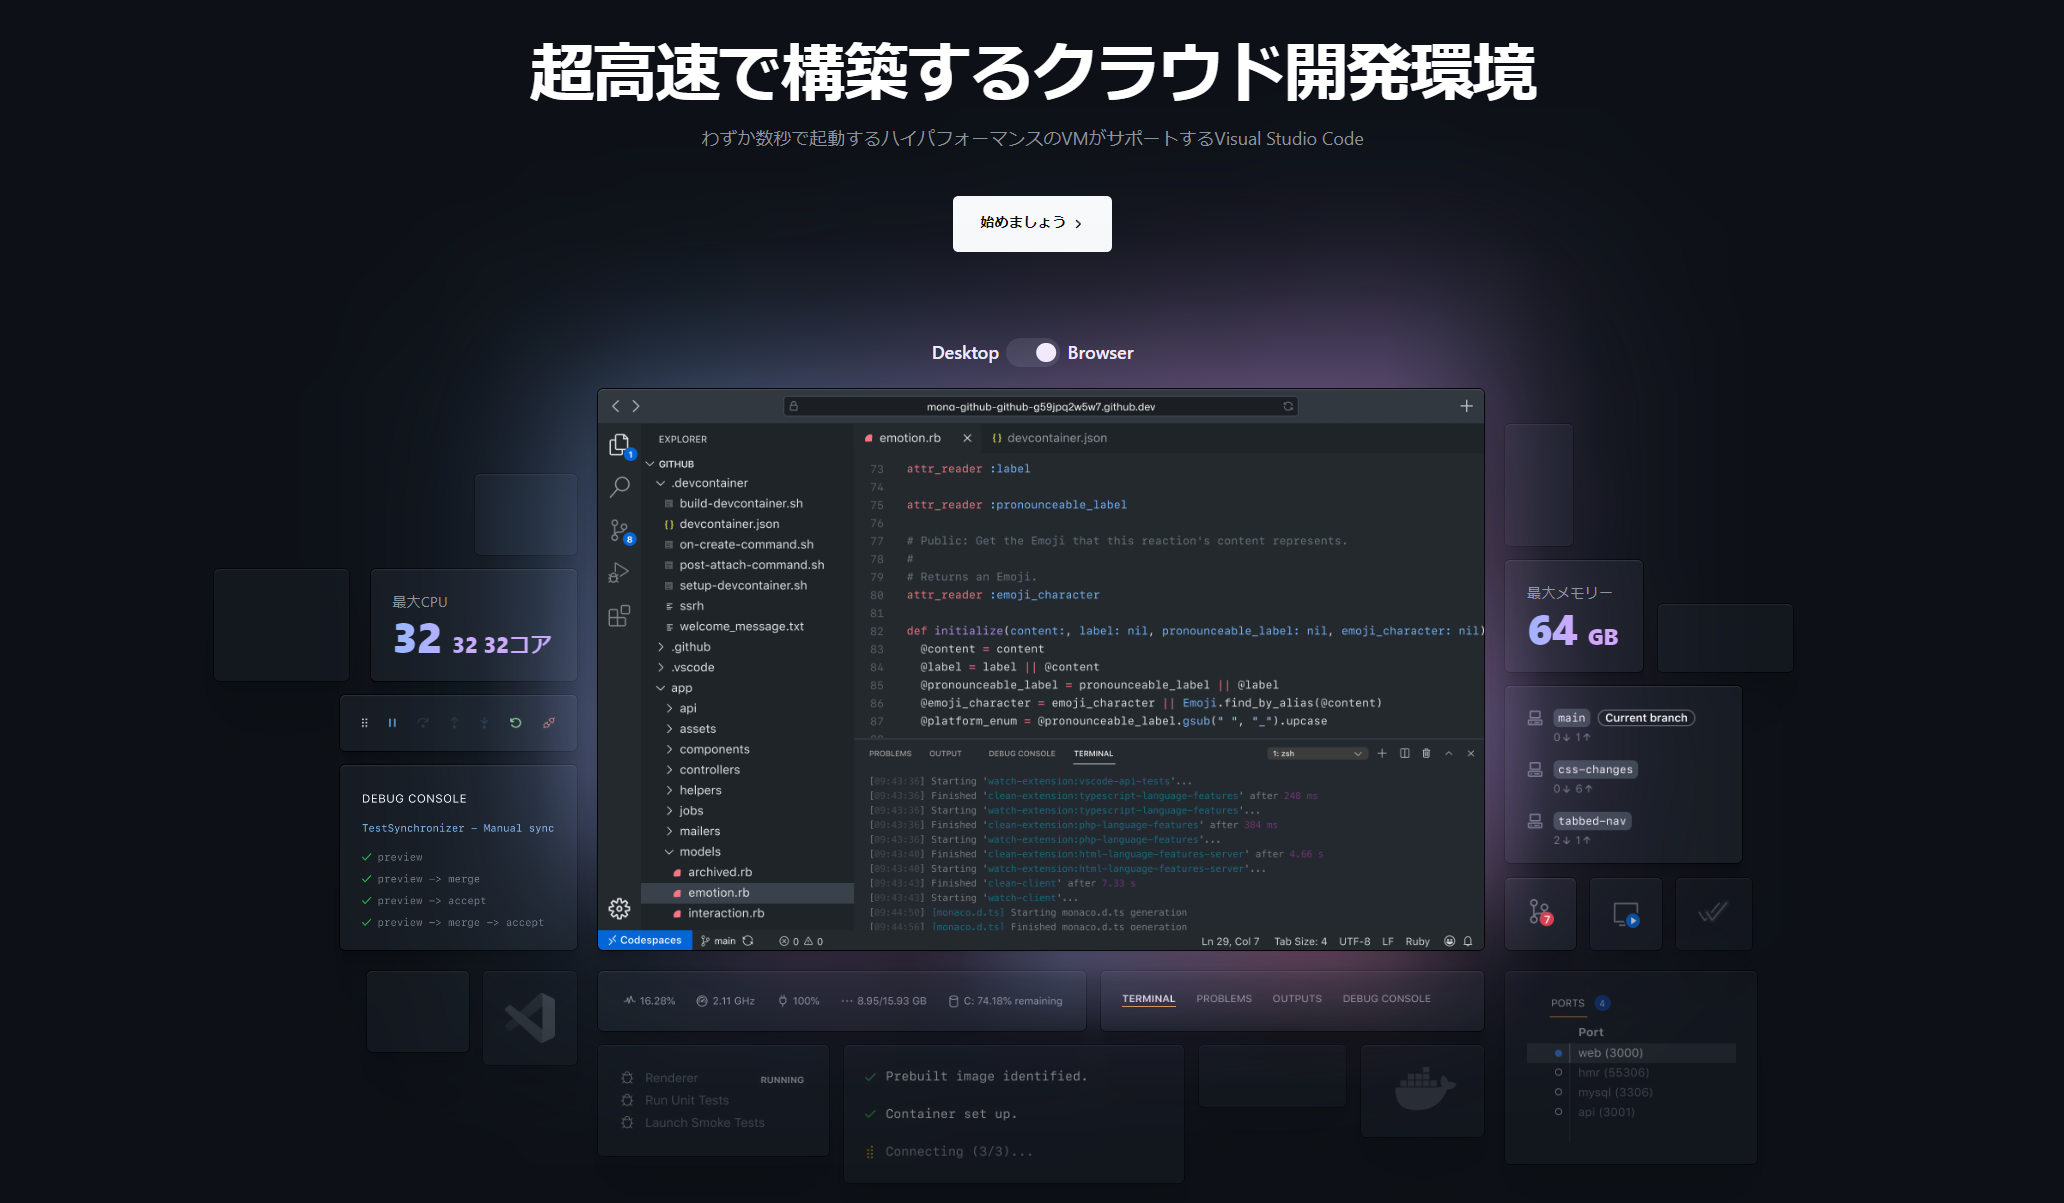 超高速で構築するクラウド開発環境
わずか数秒で起動するハイパフォーマンスのVMがサポートするVisual Studio Code
始めましょう
Desktop Browser
mona-github-github-g59jpq2w5w7.github.dev
EXPLORER
GITHUB
.devcontainer
build-devcontainer.sh
devcontainer.json
on-create-command.sh
post-attach-command.sh
setup-devcontainer.sh
ssrh
welcome_message.txt
.github
.vscode
app
api
assets
components
controllers
helpers
jobs
mailers
models
archived.rb
emotion.rb
interaction.rb
1
8
emotion.rb devcontainer.json
73 attr_reader :label
74
75 attr_reader :pronounceable_label
76
77 # Public: Get the Emoji that this reaction's content represents.
78 #
79 # Returns an Emoji.
80 attr_reader :emoji_character
81
82 def initialize(content:, label: nil, pronounceable_label: nil, emoji_character: nil)
83 @content = content
84 @label = label || @content
85 @pronounceable_label = pronounceable_label || @label
86 @emoji_character = emoji_character || Emoji.find_by_alias(@content)
87 @platform_enum = @pronounceable_label.gsub(" ", "_").upcase
PROBLEMS OUTPUT DEBUG CONSOLE TERMINAL 1: zsh
[09:43:36] Starting 'watch-extension:vscode-api-tests'...
[09:43:36] Finished 'clean-extension:typescript-language-features' after 248 ms
[09:43:36] Starting 'watch-extension:typescript-language-features'...
[09:43:36] Finished 'clean-extension:php-language-features' after 384 ms
[09:43:36] Starting 'watch-extension:php-language-features'...
[09:43:40] Finished 'clean-extension:html-language-features-server' after 4.66 s
[09:43:40] Starting 'watch-extension:html-language-features-server'...
[09:43:43] Finished 'clean-client' after 7.33 s
[09:43:43] Starting 'watch-client'...
[09:44:50] [monaco.d.ts] Starting monaco.d.ts generation
[09:44:56] [monaco.d.ts] Finished monaco.d.ts generation
Codespaces main 0 0 Ln 29, Col 7 Tab Size: 4 UTF-8 LF Ruby
最大CPU
32 32 32コア
DEBUG CONSOLE
TestSynchronizer – Manual sync
preview
preview –> merge
preview –> accept
preview –> merge –> accept
最大メモリー
64 GB
main Current branch
0↓ 1↑
css-changes
0↓ 6↑
tabbed-nav
2↓ 1↑
7
16.28% 2.11 GHz 100% 8.95/15.93 GB C: 74.18% remaining
TERMINAL PROBLEMS OUTPUTS DEBUG CONSOLE
Renderer RUNNING
Run Unit Tests
Launch Smoke Tests
Prebuilt image identified.
Container set up.
Connecting (3/3)...
PORTS 4
Port
web (3000)
hmr (55306)
mysql (3306)
api (3001)